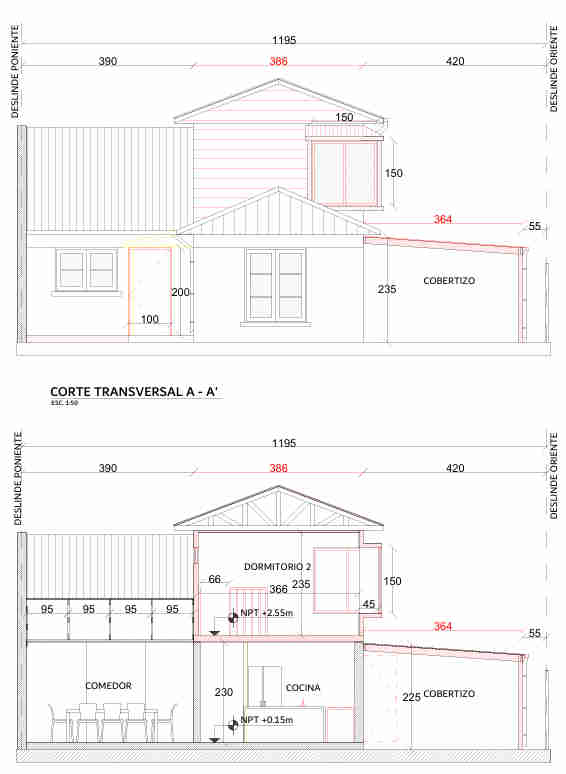 DESLINDE PONIENTE
DESLINDE ORIENTE
1195
390
386
420
150
150
364
55
235
COBERTIZO
200
100
CORTE TRANSVERSAL A - A'
ESC. 1:50
DESLINDE PONIENTE
DESLINDE ORIENTE
1195
390
386
420
DORMITORIO 2
66
366
235
150
95
95
95
95
45
NPT +2.55m
364
55
COMEDOR
230
COCINA
225
COBERTIZO
NPT +0.15m